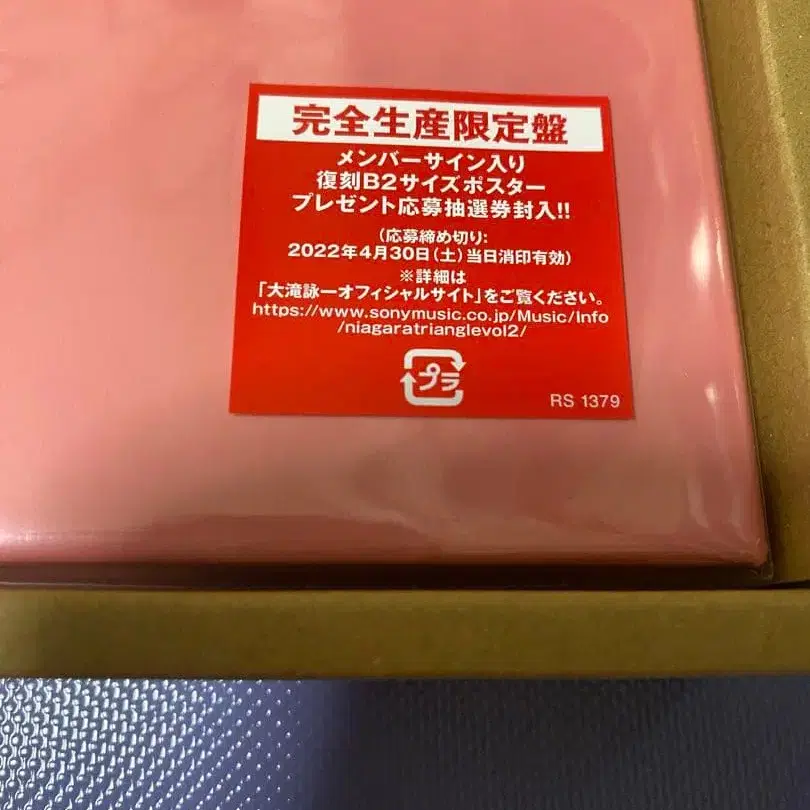 完全生産限定盤
メンバーサイン入り
復刻B2サイズポスター
プレゼント応募抽選券封入!!
(応募締め切り:
2022年4月30日(土)当日消印有効)
※詳細は
「大滝詠一オフィシャルサイト」をご覧ください。
https://www.sonymusic.co.jp/Music/Info
/niagaratrianglevol2/
プラ
RS 1379